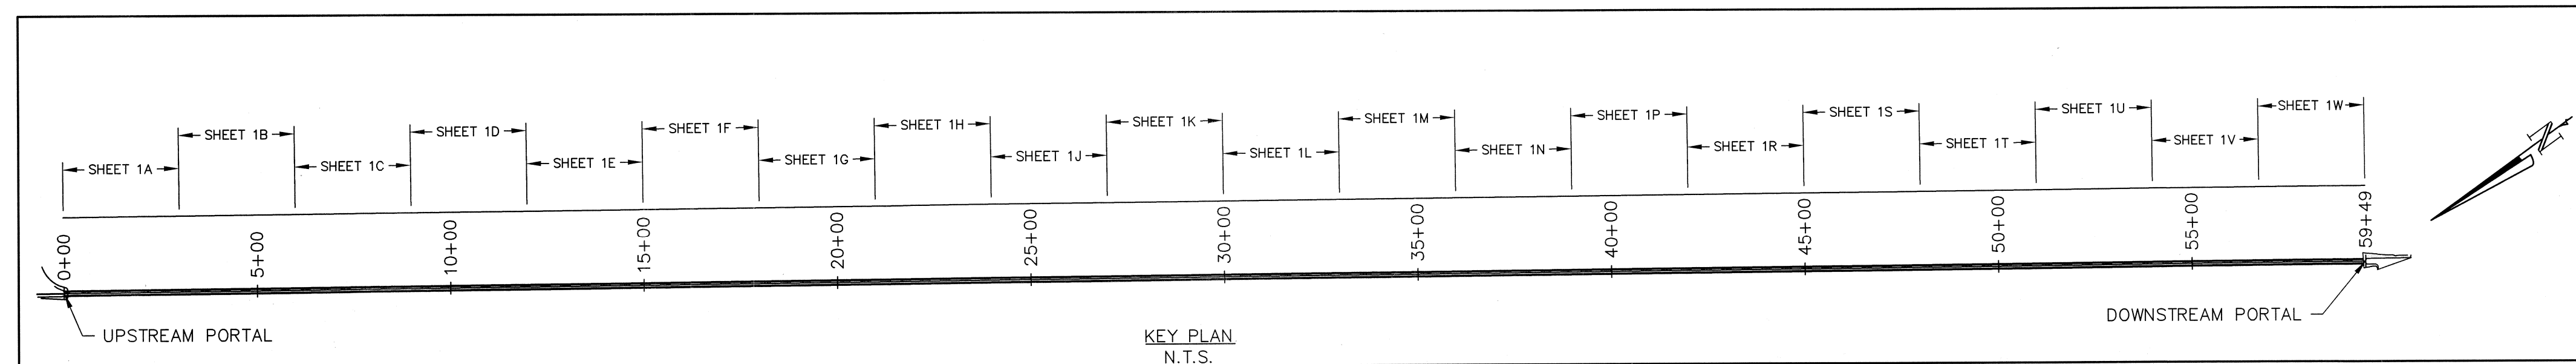 SHEET 1A
SHEET 1B
SHEET 1C
SHEET 1D
SHEET 1E
SHEET 1F
SHEET 1G
SHEET 1H
SHEET 1J
SHEET 1K
SHEET 1L
SHEET 1M
SHEET 1N
SHEET 1P
SHEET 1R
SHEET 1S
SHEET 1T
SHEET 1U
SHEET 1V
SHEET 1W
N
0+00
5+00
10+00
15+00
20+00
25+00
30+00
35+00
40+00
45+00
50+00
55+00
59+49
UPSTREAM PORTAL
DOWNSTREAM PORTAL
KEY PLAN
N.T.S.